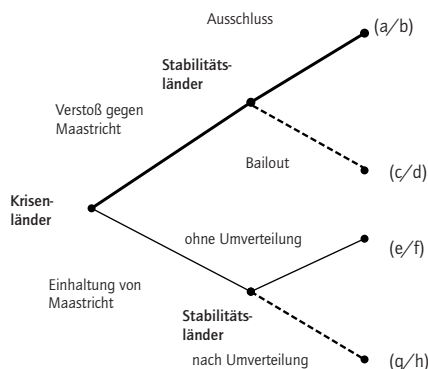 Ausschluss
(a/b)
Stabilitäts-
länder
Verstoß gegen
Maastricht
Bailout
(c/d)
Krisen-
länder
ohne Umverteilung
(e/f)
Einhaltung von
Maastricht
Stabilitäts-
länder
nach Umverteilung
(g/h)